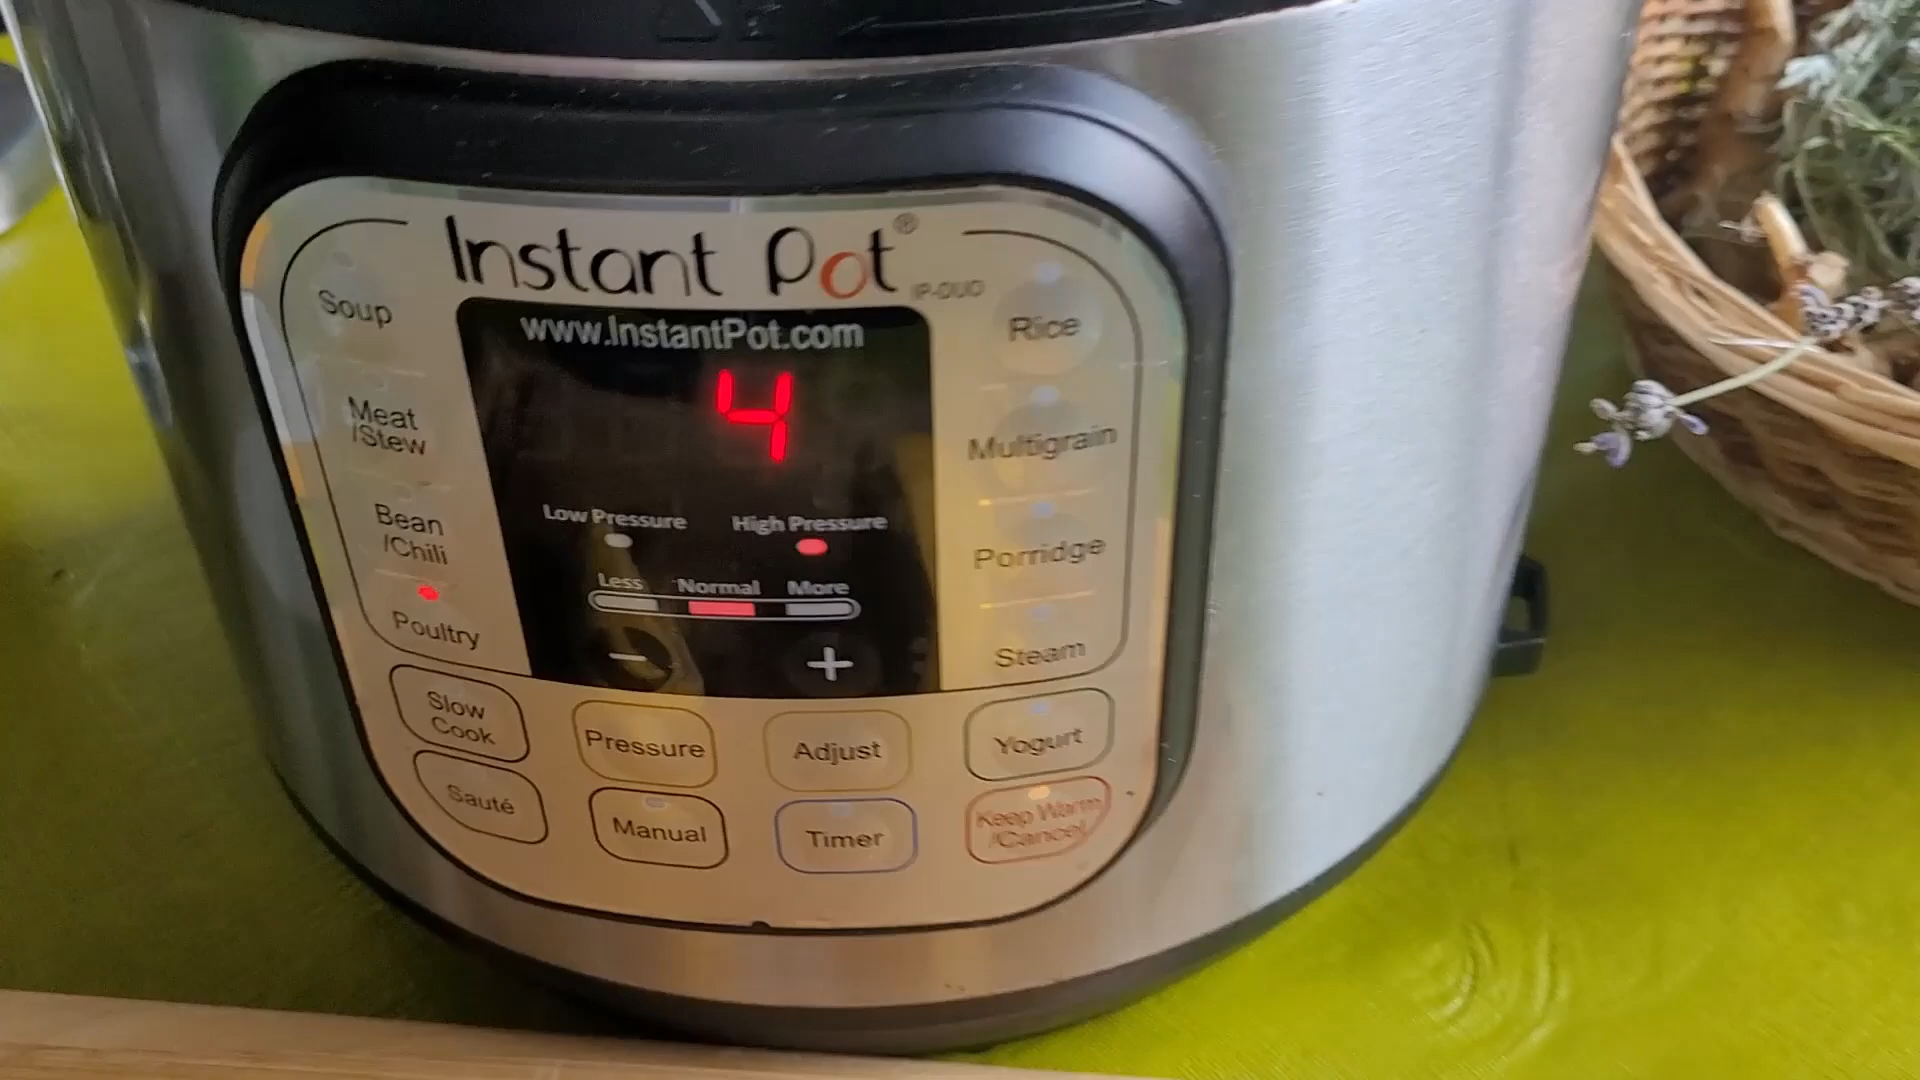 Instant Pot®
IP-DUO
www.InstantPot.com
4
Low Pressure
High Pressure
Less
Normal
More
−
+
Soup
Meat
/Stew
Bean
/Chili
Poultry
Rice
Multigrain
Porridge
Steam
Slow
Cook
Pressure
Adjust
Yogurt
Sauté
Manual
Timer
Keep Warm
/Cancel